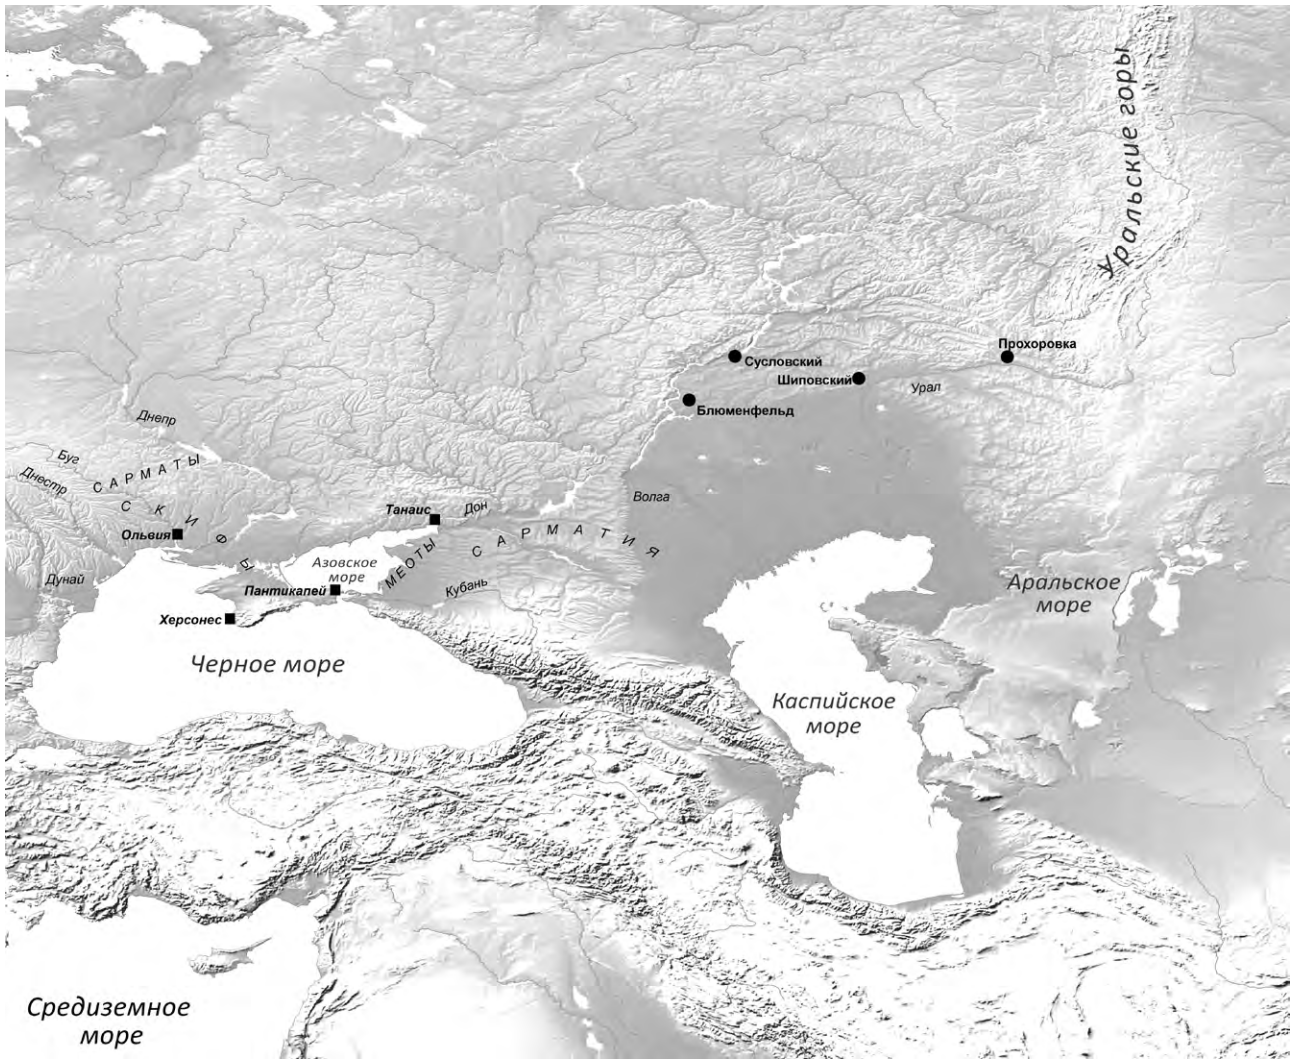 Уральские горы
Прохоровка
Сусловский
Шиповский
Урал
Блюменфельд
Днепр
Буг
САРМАТЫ
Днестр
СКИФЫ
Волга
Танаис
Дон
Ольвия
САРМАТИЯ
Азовское
море
МЕОТЫ
Дунай
Пантикапей
Кубань
Аральское
море
Херсонес
Черное море
Каспийское
море
Средиземное
море